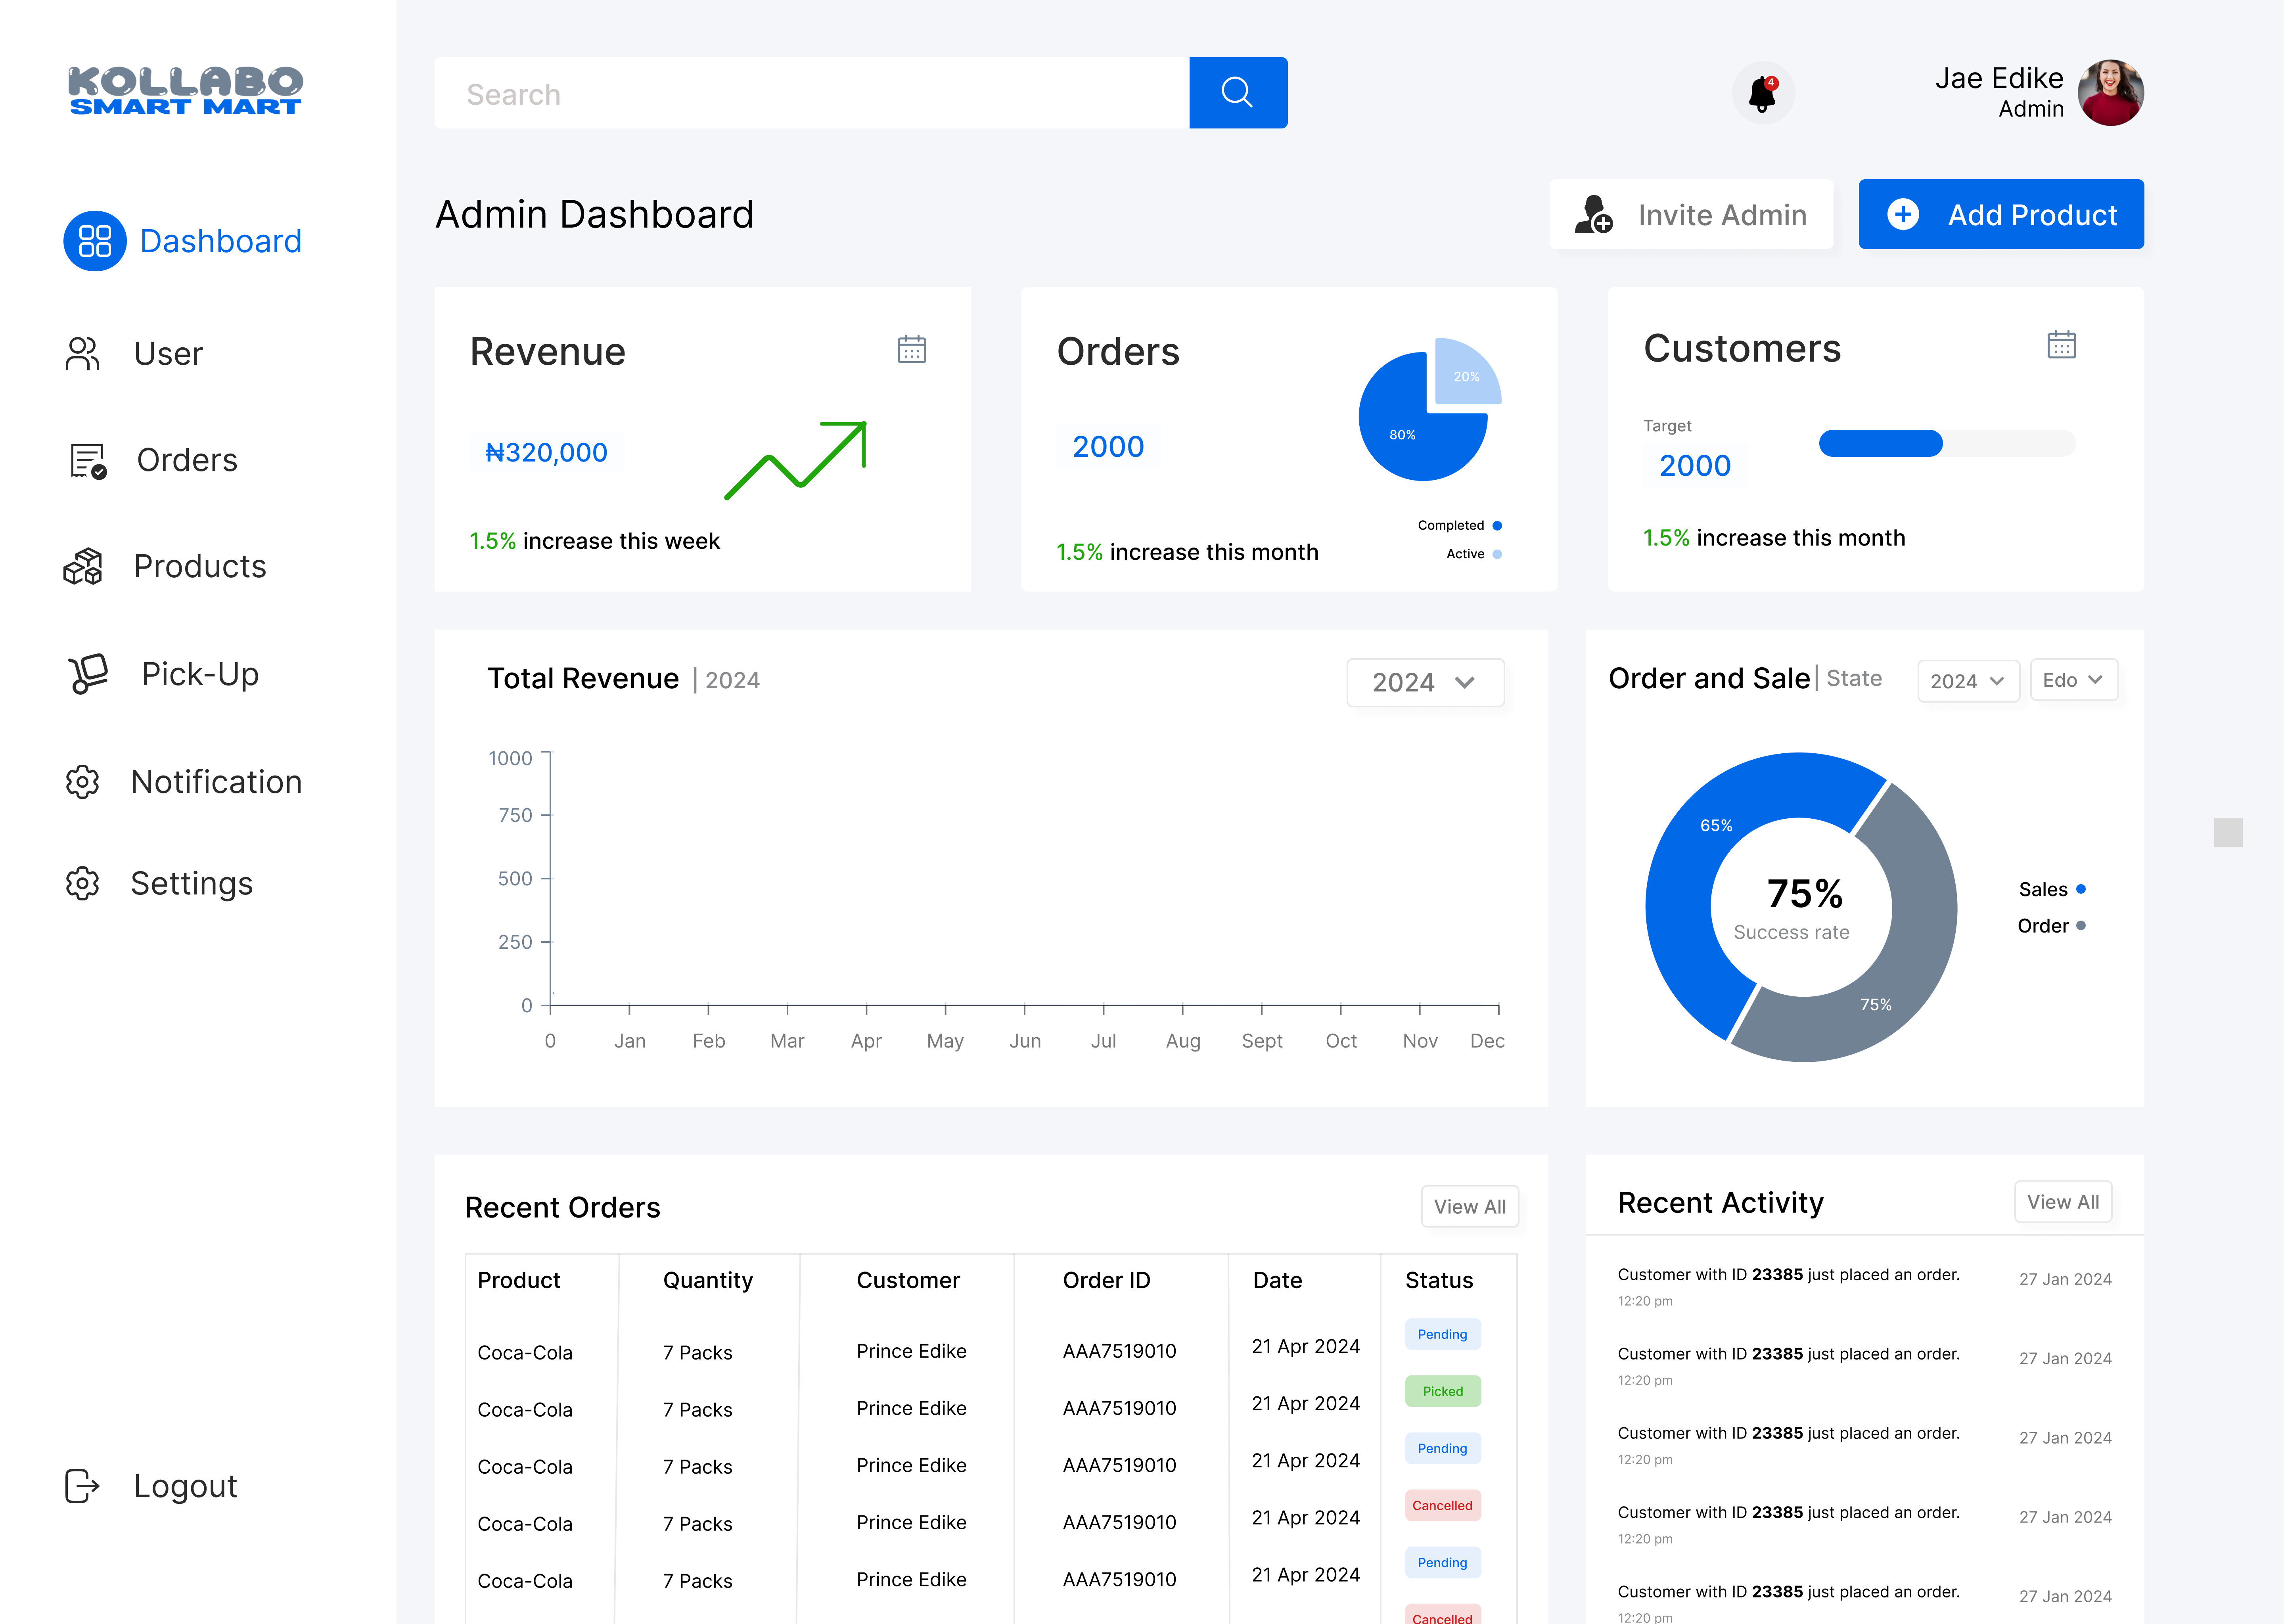 KOLLABO
SMART MART
Search
4
Jae Edike
Admin
Dashboard
User
Orders
Products
Pick-Up
Notification
Settings
Logout
Admin Dashboard
Invite Admin
Add Product
Revenue
₦320,000
1.5% increase this week
Orders
2000
20%
80%
Completed
Active
1.5% increase this month
Customers
Target
2000
1.5% increase this month
Total Revenue | 2024
2024
1000
750
500
250
0
0 Jan Feb Mar Apr May Jun Jul Aug Sept Oct Nov Dec
Order and Sale | State
2024
Edo
65%
75%
Success rate
75%
Sales
Order
Recent Orders
View All
Product Quantity Customer Order ID Date Status
Coca-Cola 7 Packs Prince Edike AAA7519010 21 Apr 2024 Pending
Coca-Cola 7 Packs Prince Edike AAA7519010 21 Apr 2024 Picked
Coca-Cola 7 Packs Prince Edike AAA7519010 21 Apr 2024 Pending
Coca-Cola 7 Packs Prince Edike AAA7519010 21 Apr 2024 Cancelled
Coca-Cola 7 Packs Prince Edike AAA7519010 21 Apr 2024 Pending
Cancelled
Recent Activity
View All
Customer with ID 23385 just placed an order. 27 Jan 2024
12:20 pm
Customer with ID 23385 just placed an order. 27 Jan 2024
12:20 pm
Customer with ID 23385 just placed an order. 27 Jan 2024
12:20 pm
Customer with ID 23385 just placed an order. 27 Jan 2024
12:20 pm
Customer with ID 23385 just placed an order. 27 Jan 2024
12:20 pm